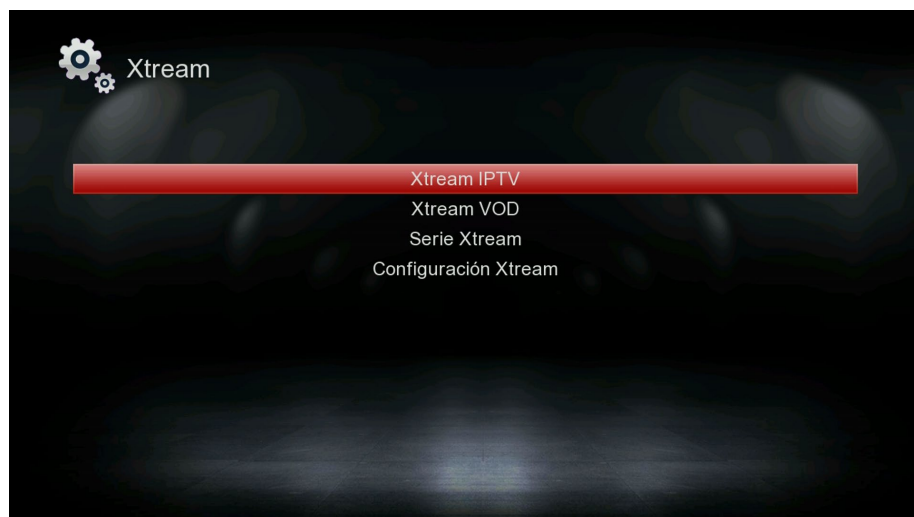 Xtream
Xtream IPTV
Xtream VOD
Serie Xtream
Configuración Xtream